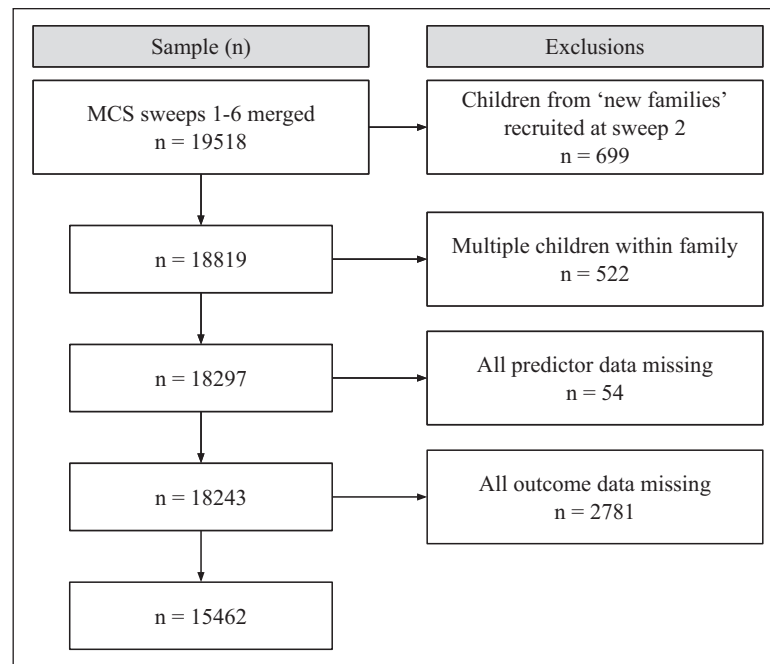 Sample (n)
Exclusions
MCS sweeps 1-6 merged
n = 19518
Children from ‘new families’
recruited at sweep 2
n = 699
n = 18819
Multiple children within family
n = 522
n = 18297
All predictor data missing
n = 54
n = 18243
All outcome data missing
n = 2781
n = 15462